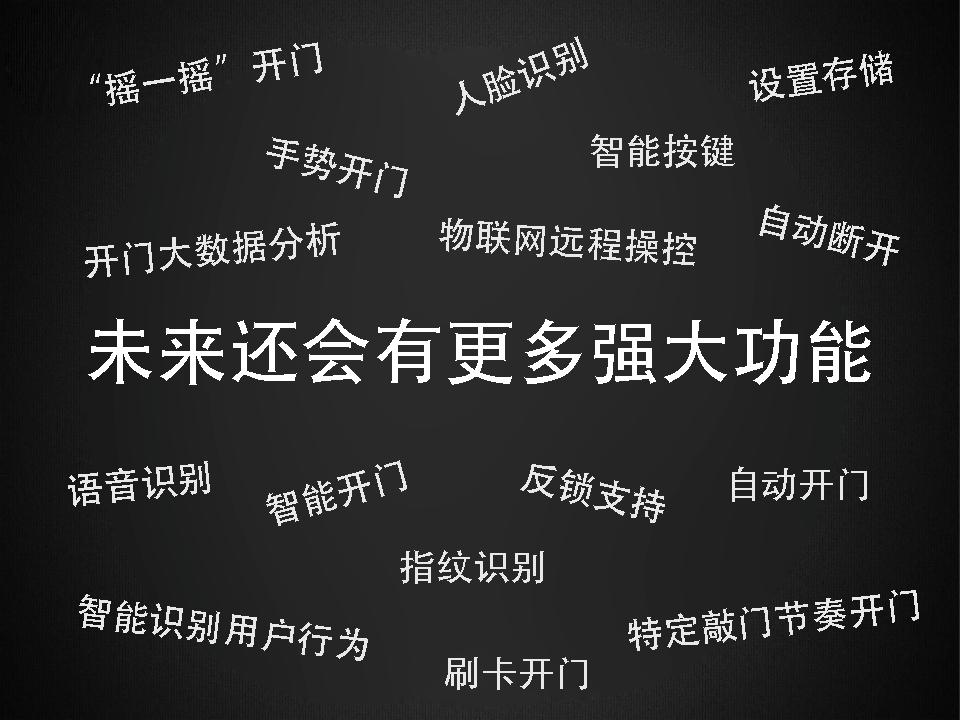 “摇一摇”开门
人脸识别
设置存储
手势开门
智能按键
开门大数据分析
物联网远程操控
自动断开
未来还会有更多强大功能
语音识别
智能开门
反锁支持
自动开门
指纹识别
智能识别用户行为
特定敲门节奏开门
刷卡开门